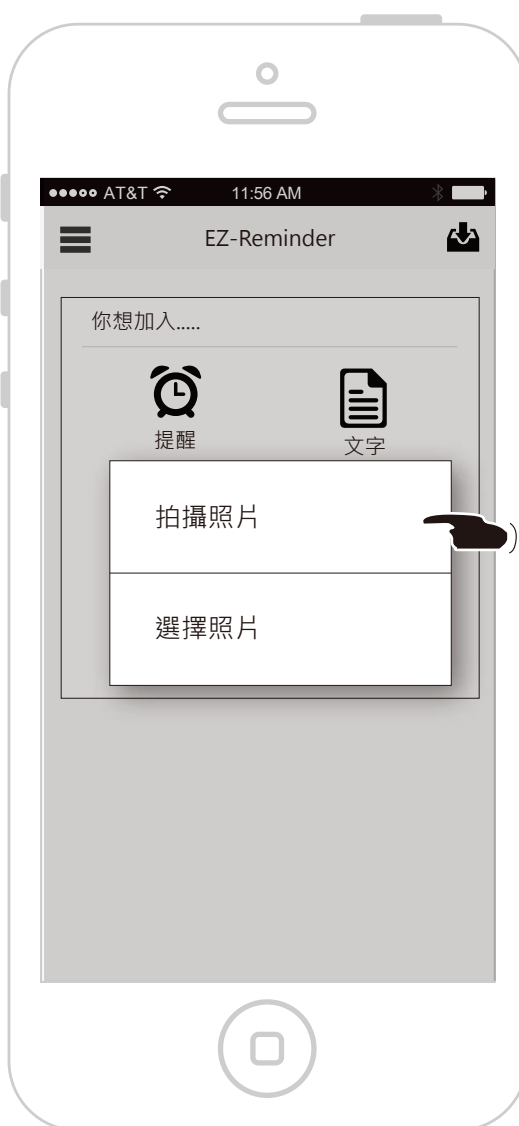 AT&T 11:56 AM
EZ-Reminder
你想加入.....
提醒 文字
拍攝照片
選擇照片